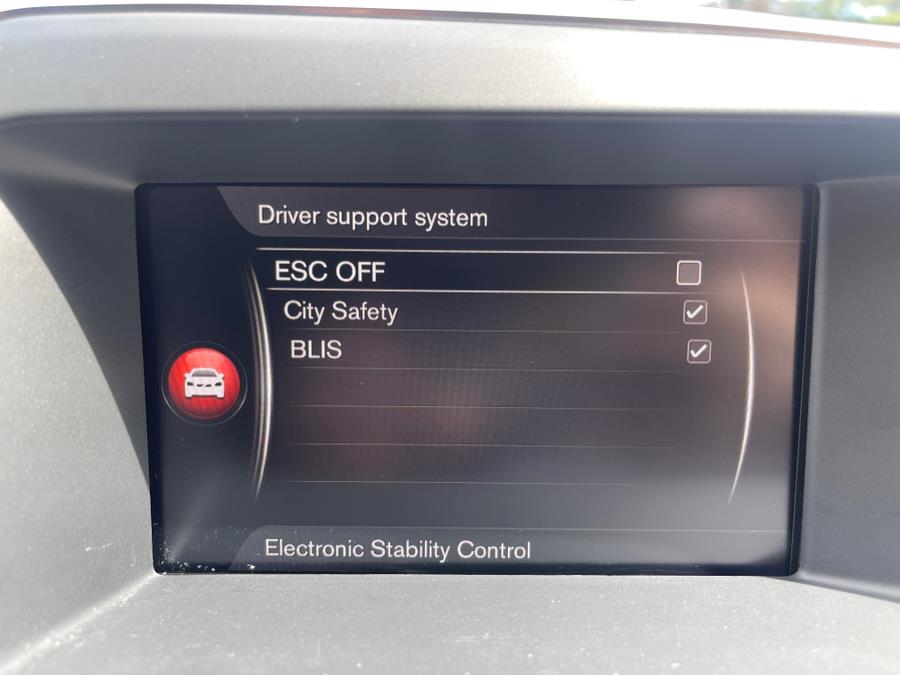 Driver support system
ESC OFF
City Safety
BLIS
Electronic Stability Control